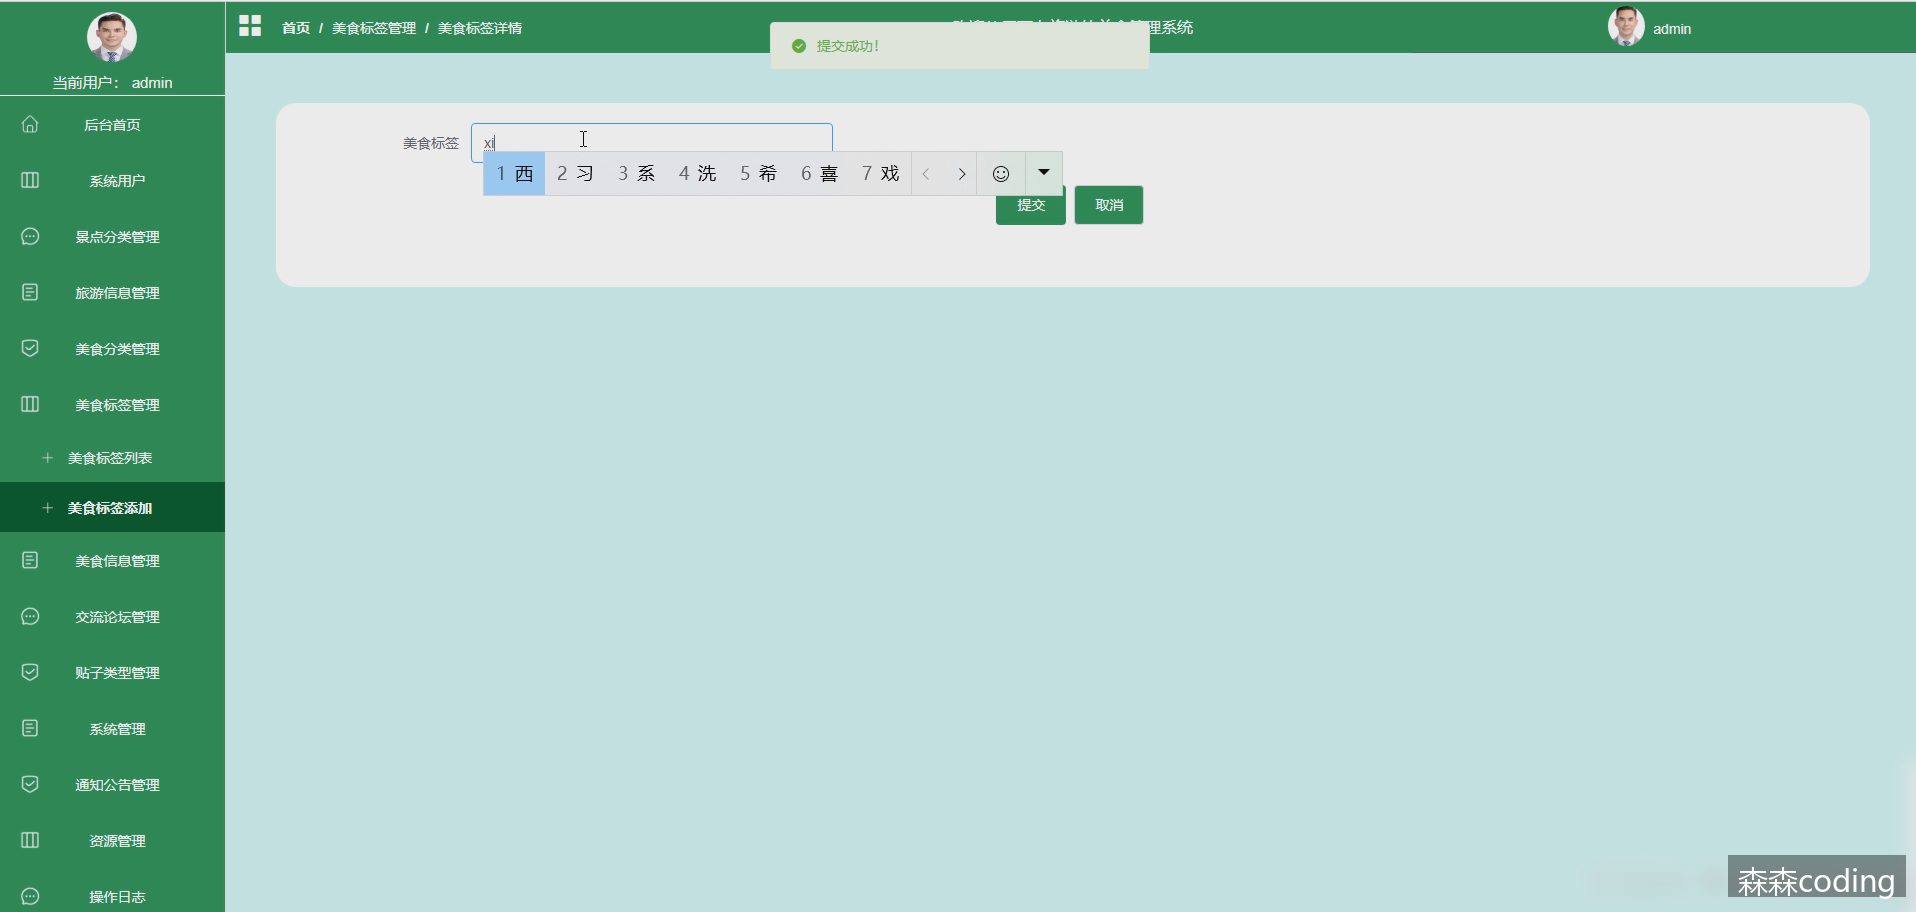 当前用户： admin
后台首页
系统用户
景点分类管理
旅游信息管理
美食分类管理
美食标签管理
美食标签列表
美食标签添加
美食信息管理
交流论坛管理
贴子类型管理
系统管理
通知公告管理
资源管理
操作日志
首页 / 美食标签管理 / 美食标签详情
理系统
admin
提交成功!
美食标签
xi
1 西 2 习 3 系 4 洗 5 希 6 喜 7 戏
提交 取消
森森coding